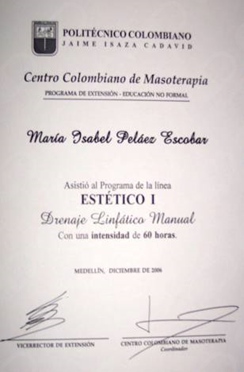 POLITÉCNICO COLOMBIANO
JAIME ISAZA CADAVID
Centro Colombiano de Masoterapia
PROGRAMA DE EXTENSIÓN - EDUCACIÓN NO FORMAL
María Isabel Peláez Escobar
Asistió al Programa de la línea
ESTÉTICO I
Drenaje Linfático Manual
Con una intensidad de 60 horas.
MEDELLÍN, DICIEMBRE DE 2006
VICERRECTOR DE EXTENSIÓN
CENTRO COLOMBIANO DE MASOTERAPIA
Coordinador